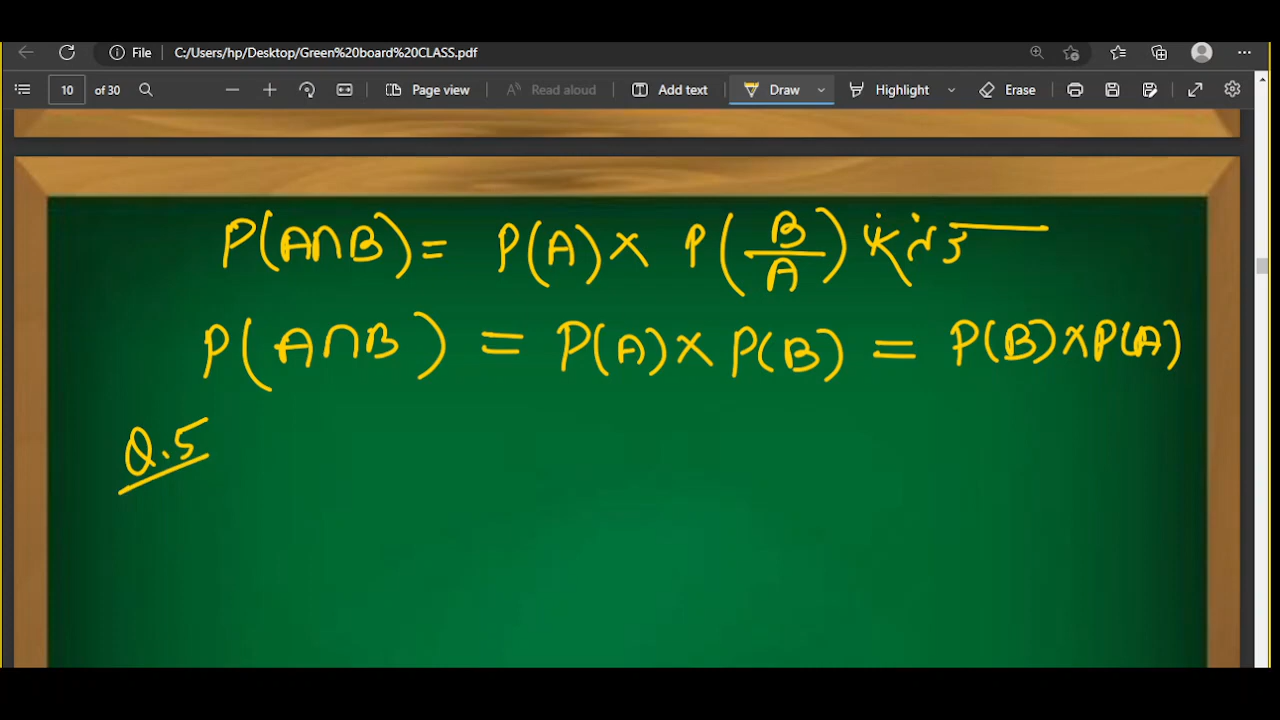 File C:/Users/hp/Desktop/Green%20board%20CLASS.pdf
10 of 30 Page view Read aloud Add text Draw Highlight Erase
P(A∩B) = P(A) × P(B/A)
P(A∩B) = P(A) × P(B) = P(B) × P(A)
Q.5